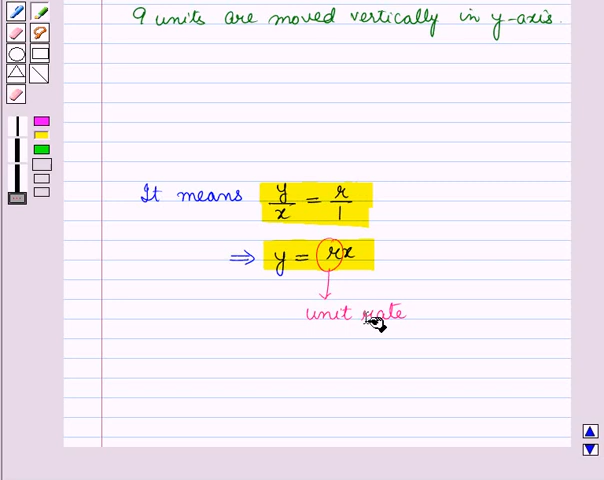 9 units are moved vertically in y-axis.
It means y/x = r/1
⇒ y = rx
unit rate